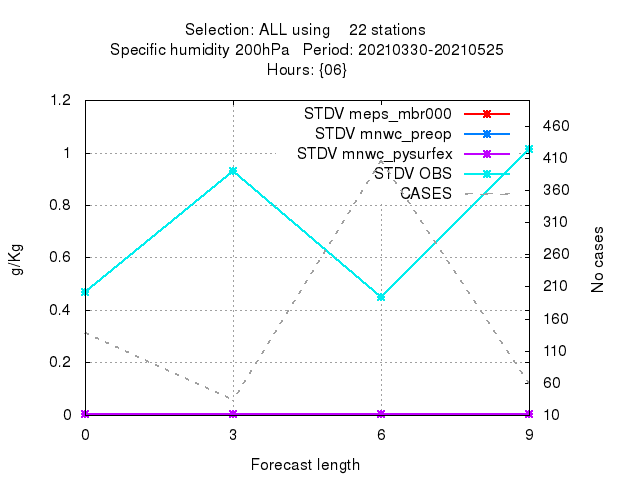 Selection: ALL using    22 stations
Specific humidity 200hPa   Period: 20210330-20210525
Hours: {06}
STDV meps_mbr000
STDV mnwc_preop
STDV mnwc_pysurfex
STDV OBS
CASES
1.2
1
0.8
0.6
0.4
0.2
0
g/Kg
460
410
360
310
260
210
160
110
60
10
No cases
0 3 6 9
Forecast length